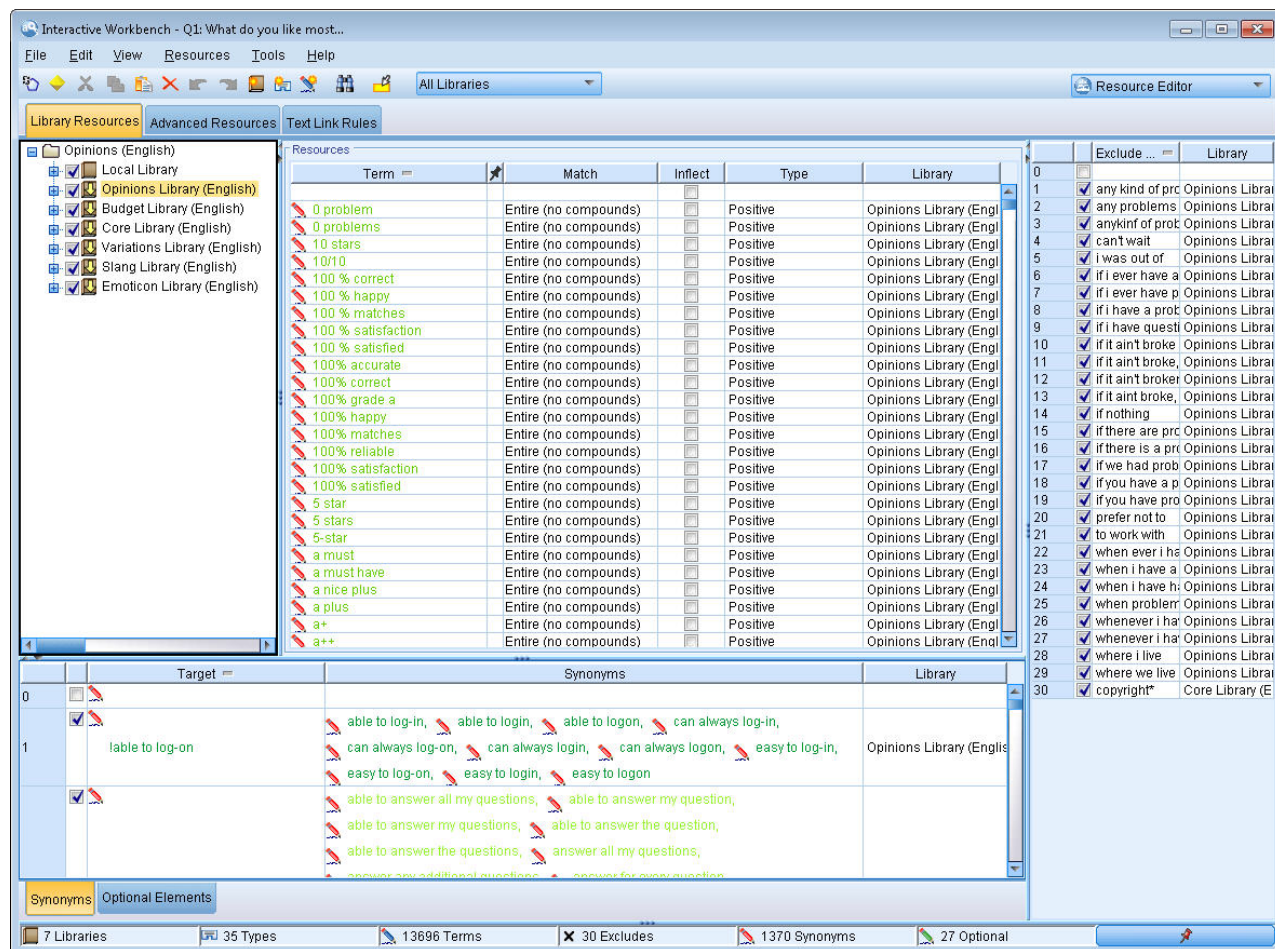 Interactive Workbench - Q1: What do you like most...
File Edit View Resources Tools Help
All Libraries
Resource Editor
Library Resources Advanced Resources Text Link Rules
Opinions (English)
Local Library
Opinions Library (English)
Budget Library (English)
Core Library (English)
Variations Library (English)
Slang Library (English)
Emoticon Library (English)
Resources
Term Match Inflect Type Library
0 problem Entire (no compounds) Positive Opinions Library (Engl
0 problems Entire (no compounds) Positive Opinions Library (Engl
10 stars Entire (no compounds) Positive Opinions Library (Engl
10/10 Entire (no compounds) Positive Opinions Library (Engl
100 % correct Entire (no compounds) Positive Opinions Library (Engl
100 % happy Entire (no compounds) Positive Opinions Library (Engl
100 % matches Entire (no compounds) Positive Opinions Library (Engl
100 % satisfaction Entire (no compounds) Positive Opinions Library (Engl
100 % satisfied Entire (no compounds) Positive Opinions Library (Engl
100% accurate Entire (no compounds) Positive Opinions Library (Engl
100% correct Entire (no compounds) Positive Opinions Library (Engl
100% grade a Entire (no compounds) Positive Opinions Library (Engl
100% happy Entire (no compounds) Positive Opinions Library (Engl
100% matches Entire (no compounds) Positive Opinions Library (Engl
100% reliable Entire (no compounds) Positive Opinions Library (Engl
100% satisfaction Entire (no compounds) Positive Opinions Library (Engl
100% satisfied Entire (no compounds) Positive Opinions Library (Engl
5 star Entire (no compounds) Positive Opinions Library (Engl
5 stars Entire (no compounds) Positive Opinions Library (Engl
5-star Entire (no compounds) Positive Opinions Library (Engl
a must Entire (no compounds) Positive Opinions Library (Engl
a must have Entire (no compounds) Positive Opinions Library (Engl
a nice plus Entire (no compounds) Positive Opinions Library (Engl
a plus Entire (no compounds) Positive Opinions Library (Engl
a+ Entire (no compounds) Positive Opinions Library (Engl
a++ Entire (no compounds) Positive Opinions Library (Engl
Exclude ... Library
0
1 any kind of prc Opinions Librar
2 any problems Opinions Librar
3 anykinf of prob Opinions Librar
4 can't wait Opinions Librar
5 i was out of Opinions Librar
6 if i ever have a Opinions Librar
7 if i ever have p Opinions Librar
8 if i have a prob Opinions Librar
9 if i have questi Opinions Librar
10 if it ain't broke Opinions Librar
11 if it ain't broke, Opinions Librar
12 if it ain't broken Opinions Librar
13 if it aint broke, Opinions Librar
14 if nothing Opinions Librar
15 if there are prc Opinions Librar
16 if there is a pro Opinions Librar
17 if we had prob Opinions Librar
18 if you have a p Opinions Librar
19 if you have pro Opinions Librar
20 prefer not to Opinions Librar
21 to work with Opinions Librar
22 when ever i ha Opinions Librar
23 when i have a Opinions Librar
24 when i have h Opinions Librar
25 when problem Opinions Librar
26 whenever i ha Opinions Librar
27 whenever i ha Opinions Librar
28 where i live Opinions Librar
29 where we live Opinions Librar
30 copyright* Core Library (E
Target Synonyms Library
0
able to log-in, able to login, able to logon, can always log-in,
1 !able to log-on can always log-on, can always login, can always logon, easy to log-in, Opinions Library (Englis
easy to log-on, easy to login, easy to logon
able to answer all my questions, able to answer my question,
able to answer my questions, able to answer the question,
able to answer the questions, answer all my questions,
answer any additional questions, answer for every question
Synonyms Optional Elements
7 Libraries 35 Types 13696 Terms 30 Excludes 1370 Synonyms 27 Optional